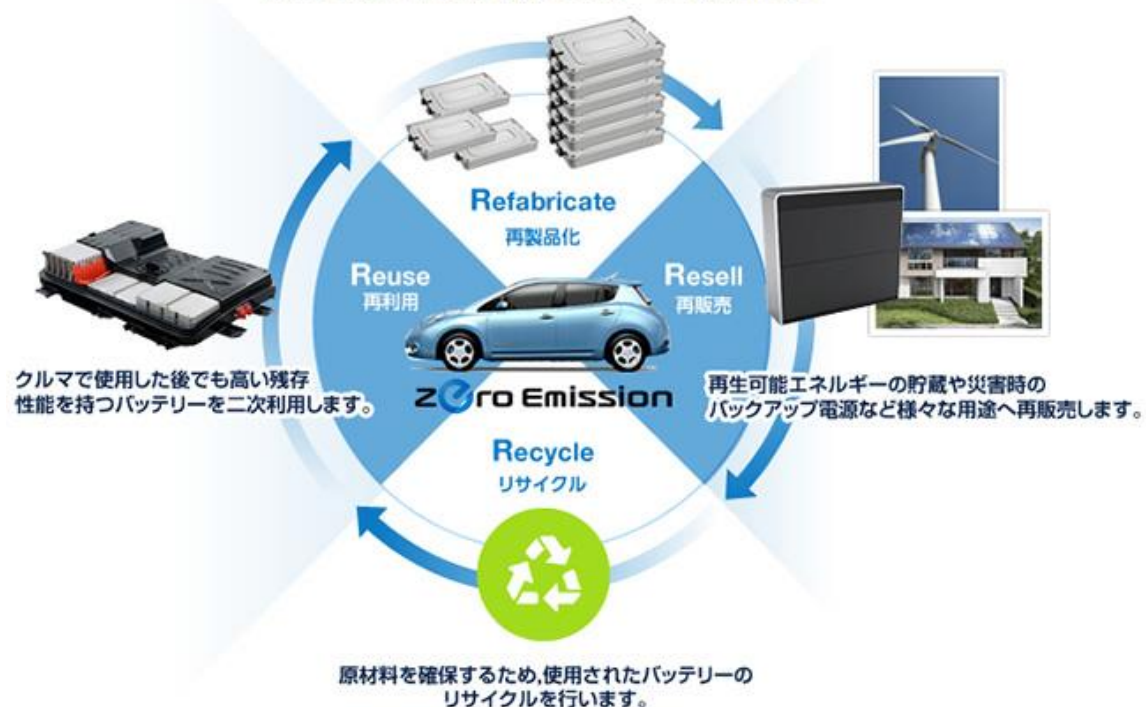 Refabricate
再製品化
Reuse
再利用
Resell
再販売
クルマで使用した後でも高い残存
性能を持つバッテリーを二次利用します。
zero Emission
再生可能エネルギーの貯蔵や災害時の
バックアップ電源など様々な用途へ再販売します。
Recycle
リサイクル
原材料を確保するため,使用されたバッテリーの
リサイクルを行います。